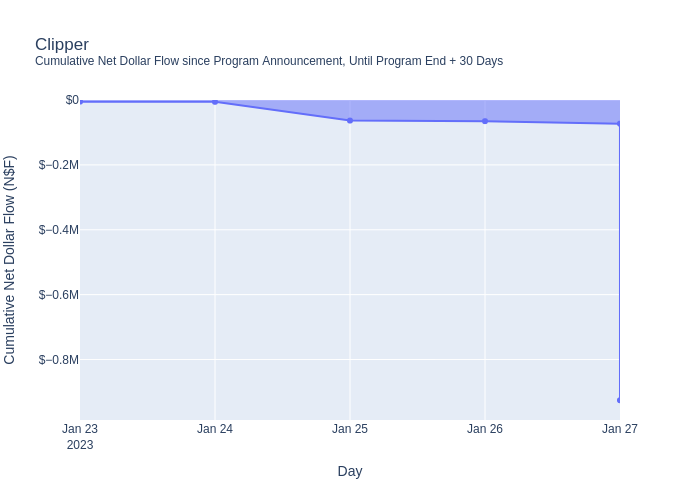 Clipper
Cumulative Net Dollar Flow since Program Announcement, Until Program End + 30 Days
Cumulative Net Dollar Flow (N$F)
$0
$−0.2M
$−0.4M
$−0.6M
$−0.8M
Jan 23
2023
Jan 24
Jan 25
Jan 26
Jan 27
Day